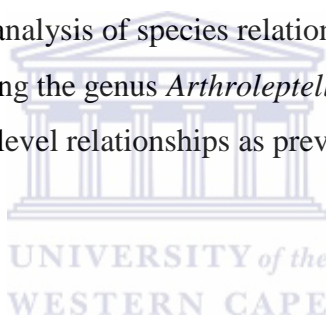 analysis of species relation
ng the genus Arthroleptell
level relationships as prev
UNIVERSITY of the
WESTERN CAPE